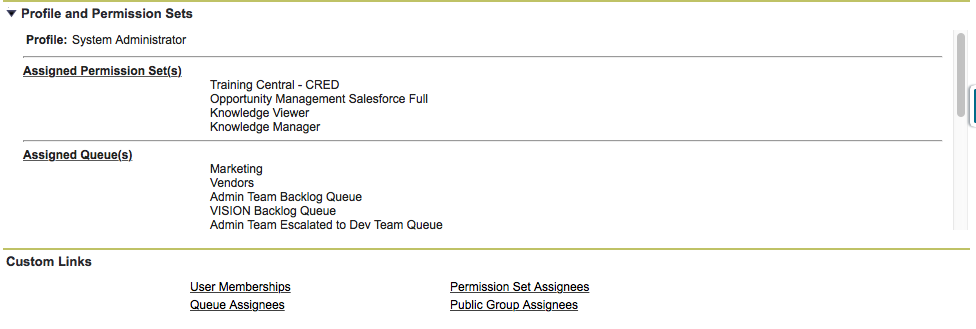 Profile and Permission Sets
Profile: System Administrator
Assigned Permission Set(s)
Training Central - CRED
Opportunity Management Salesforce Full
Knowledge Viewer
Knowledge Manager
Assigned Queue(s)
Marketing
Vendors
Admin Team Backlog Queue
VISION Backlog Queue
Admin Team Escalated to Dev Team Queue
Custom Links
User Memberships Permission Set Assignees
Queue Assignees Public Group Assignees